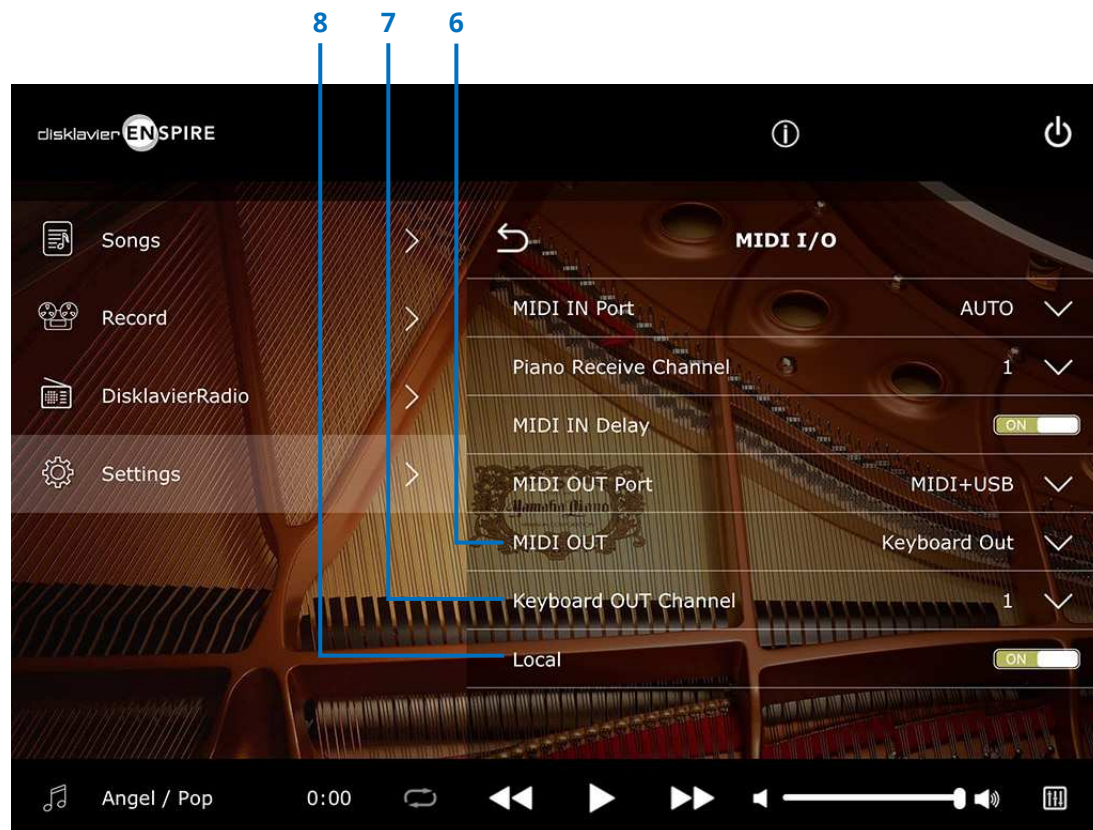 8 7 6
disklavier ENSPIRE
Songs
MIDI I/O
MIDI IN Port AUTO
Record
Piano Receive Channel 1
DisklavierRadio
MIDI IN Delay ON
Settings
MIDI OUT Port MIDI+USB
Yamaha Piano
MIDI OUT Keyboard Out
Keyboard OUT Channel 1
Local ON
Angel / Pop 0:00